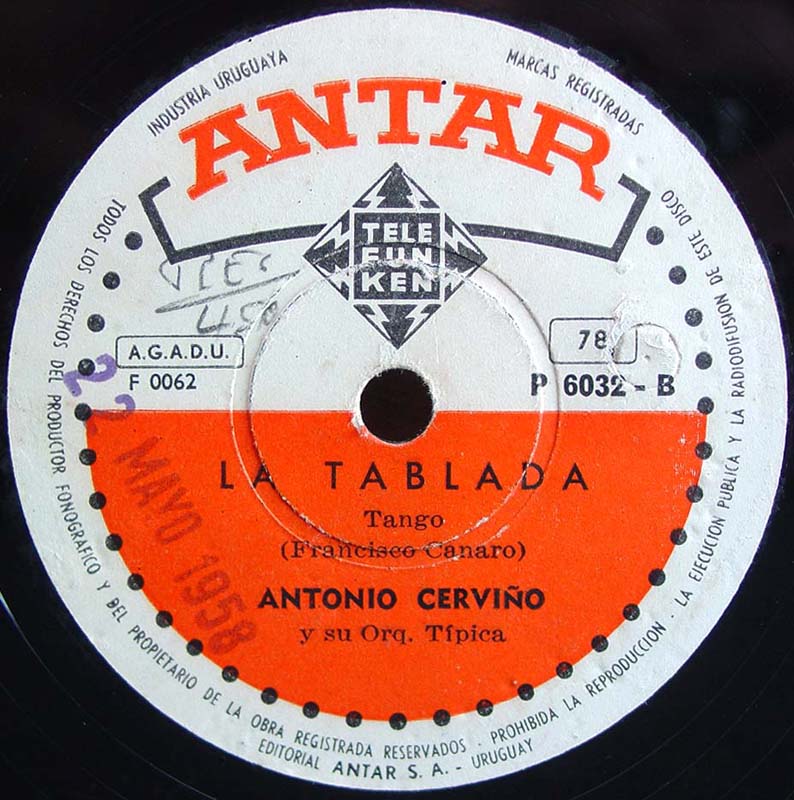 INDUSTRIA URUGUAYA
MARCAS REGISTRADAS
ANTAR
TELE
FUN
KEN
A.G.A.D.U.
F 0062
78
P 6032 - B
22 MAYO 1958
LA TABLADA
Tango
(Francisco Canaro)
ANTONIO CERVIÑO
y su Orq. Típica
TODOS LOS DERECHOS DEL PRODUCTOR FONOGRAFICO Y DEL PROPIETARIO DE LA OBRA REGISTRADA RESERVADOS · PROHIBIDA LA REPRODUCCION · LA EJECUCION PUBLICA Y LA RADIODIFUSION DE ESTE DISCO
EDITORIAL ANTAR S. A. - URUGUAY